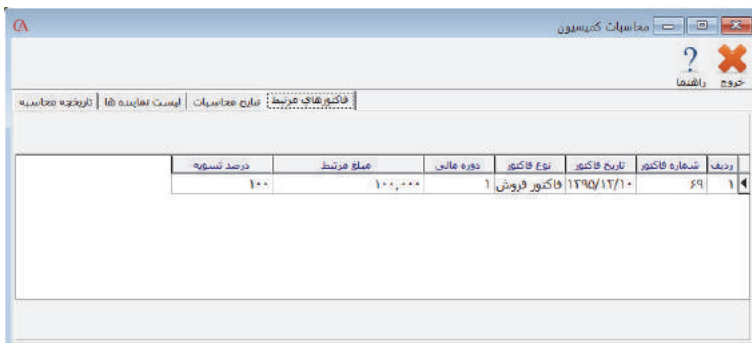 محاسبات کمیسیون
خروج راهنما
فاکتورهای مرتبط نتایج محاسبات لیست نماینده ها تاریخچه محاسبه
ردیف شماره فاکتور تاریخ فاکتور نوع فاکتور دوره مالی مبلغ مرتبط درصد تسویه
۱ ۶۹ ۱۳۹۵/۱۲/۱۰ فاکتور فروش ۱ ۱۰۰,۰۰۰ ۱۰۰